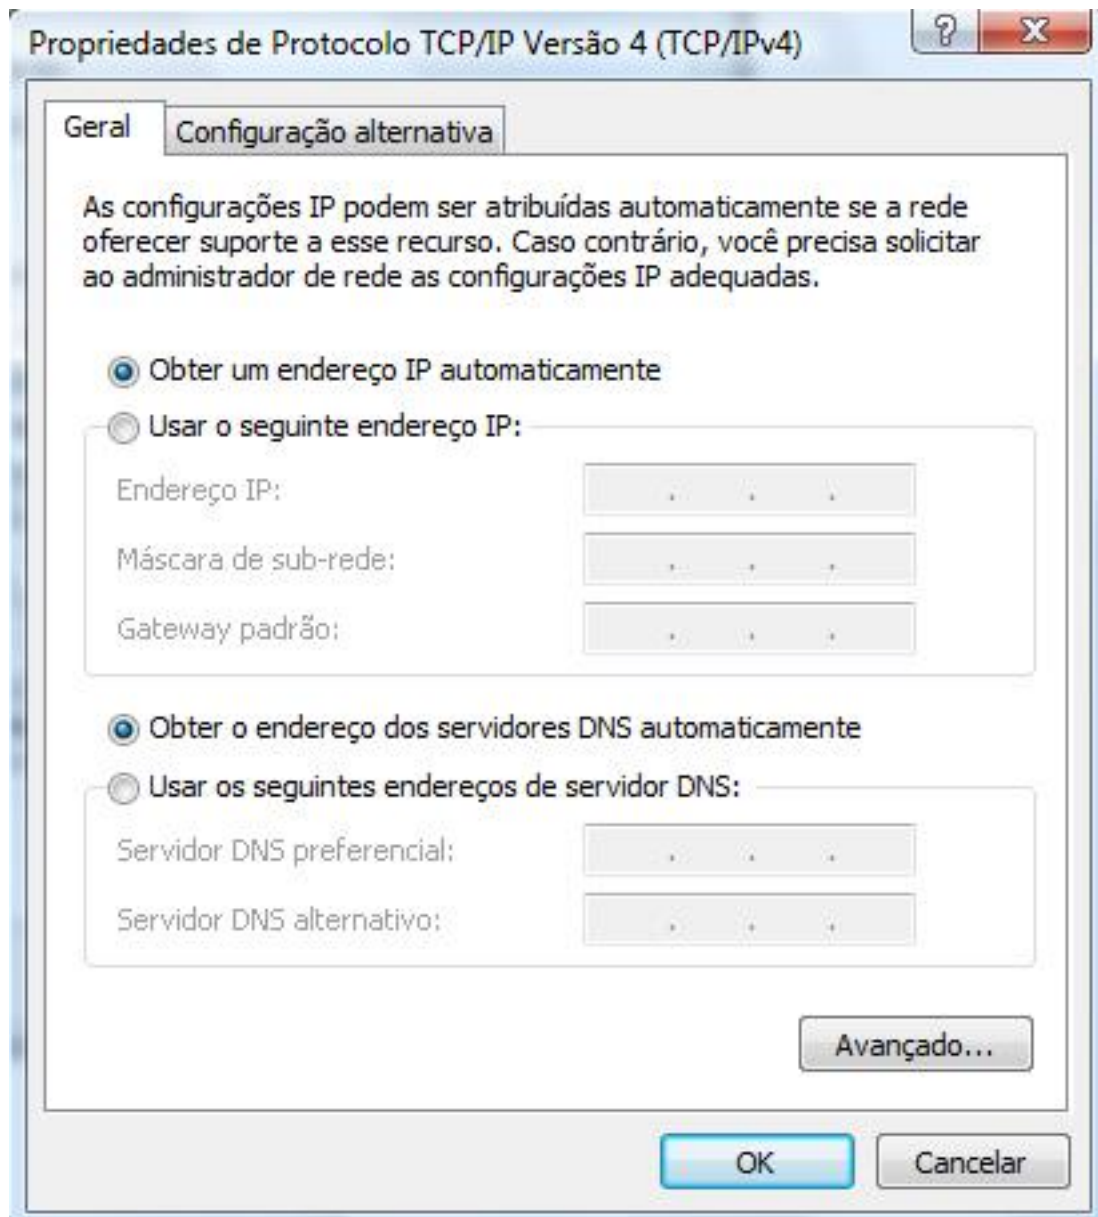 Propriedades de Protocolo TCP/IP Versão 4 (TCP/IPv4)
? X
Geral
Configuração alternativa
As configurações IP podem ser atribuídas automaticamente se a rede
oferecer suporte a esse recurso. Caso contrário, você precisa solicitar
ao administrador de rede as configurações IP adequadas.
Obter um endereço IP automaticamente
Usar o seguinte endereço IP:
Endereço IP: . . .
Máscara de sub-rede: . . .
Gateway padrão: . . .
Obter o endereço dos servidores DNS automaticamente
Usar os seguintes endereços de servidor DNS:
Servidor DNS preferencial: . . .
Servidor DNS alternativo: . . .
Avançado...
OK
Cancelar